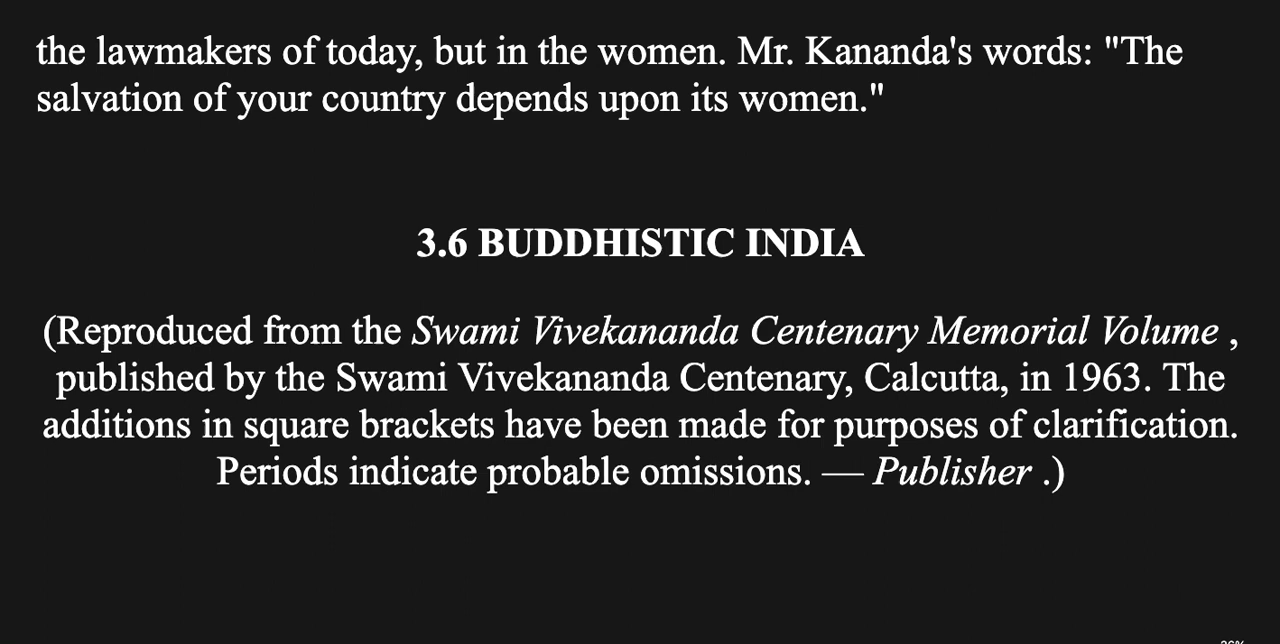 the lawmakers of today, but in the women. Mr. Kananda's words: "The
salvation of your country depends upon its women."
3.6 BUDDHISTIC INDIA
(Reproduced from the Swami Vivekananda Centenary Memorial Volume ,
published by the Swami Vivekananda Centenary, Calcutta, in 1963. The
additions in square brackets have been made for purposes of clarification.
Periods indicate probable omissions. — Publisher .)